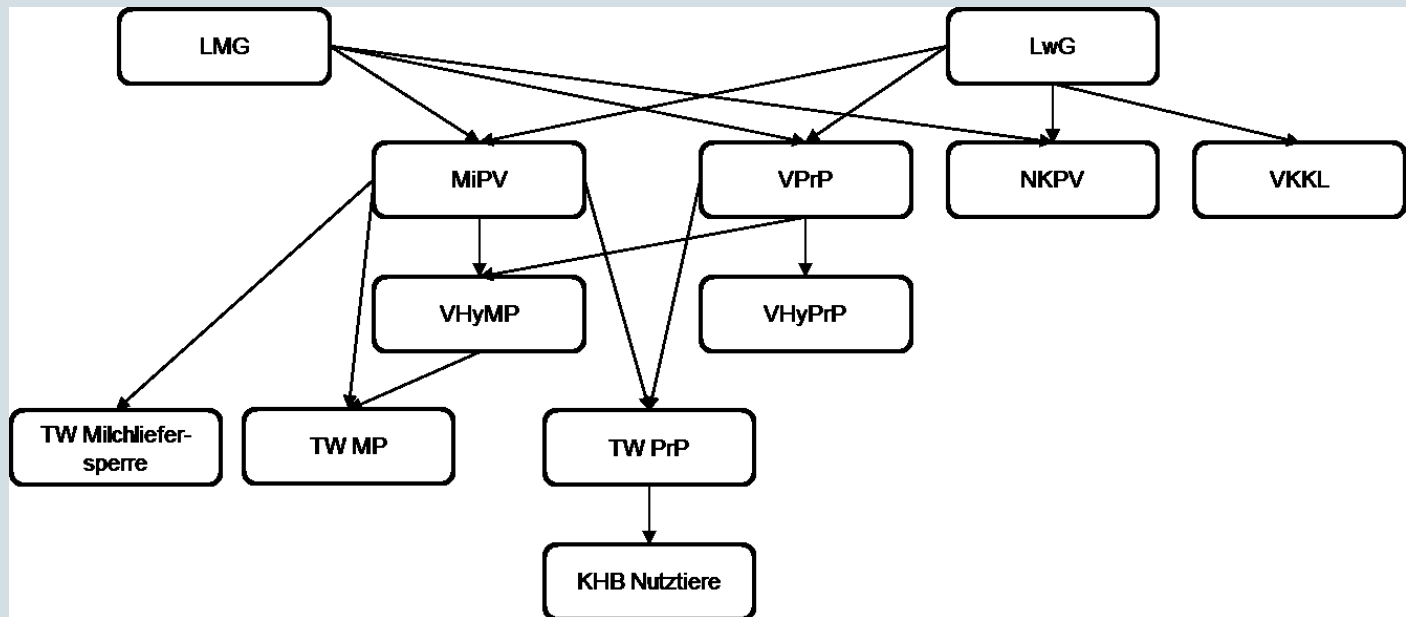 LMG
LwG
MiPV
VPrP
NKPV
VKKL
VHyMP
VHyPrP
TW Milchliefer-
sperre
TW MP
TW PrP
KHB Nutztiere